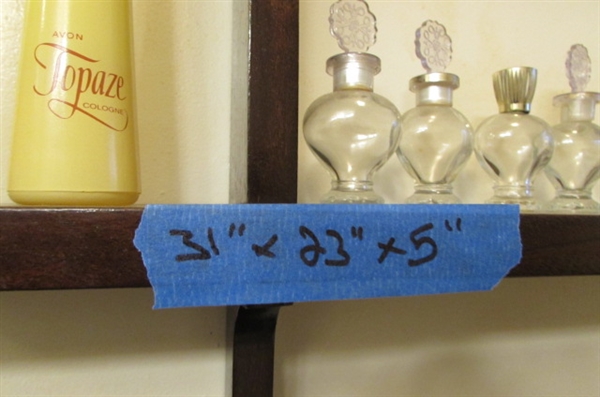 AVON
Topaze
COLOGNE
31" x 23" x 5"